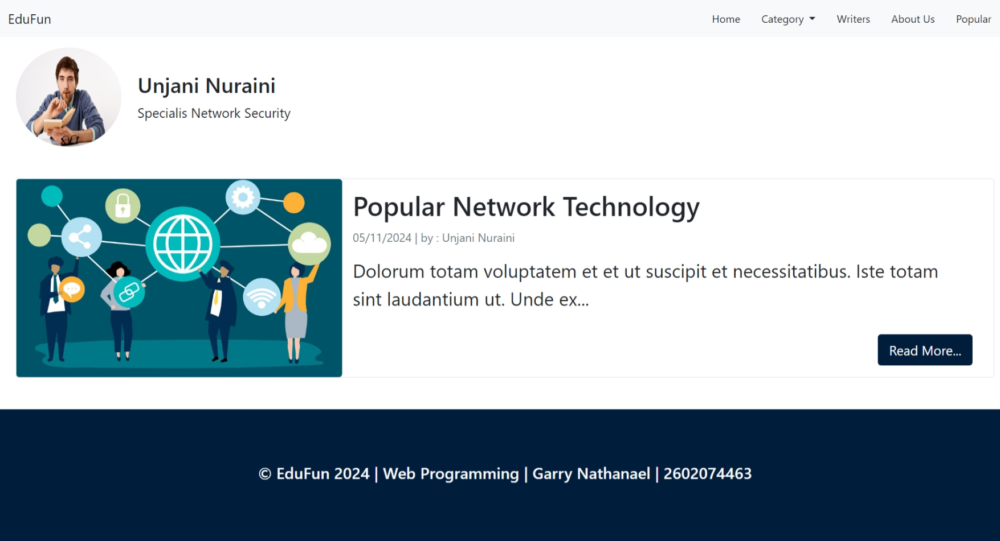 EduFun
Home Category Writers About Us Popular
Unjani Nuraini
Specialis Network Security
Popular Network Technology
05/11/2024 | by : Unjani Nuraini
Dolorum totam voluptatem et et ut suscipit et necessitatibus. Iste totam
sint laudantium ut. Unde ex...
Read More...
© EduFun 2024 | Web Programming | Garry Nathanael | 2602074463